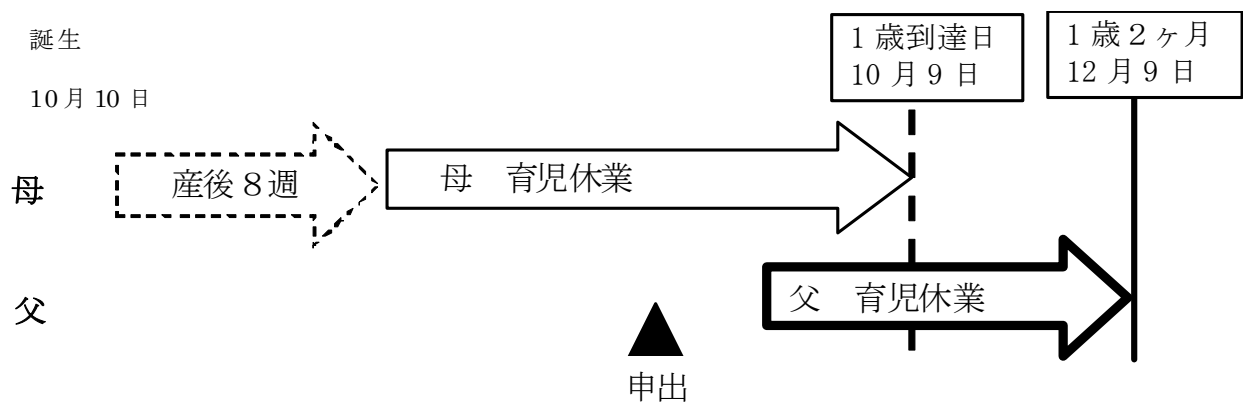 誕生
10月10日
1歳到達日
10月9日
1歳2ヶ月
12月9日
母
産後8週
母　育児休業
父
父　育児休業
申出